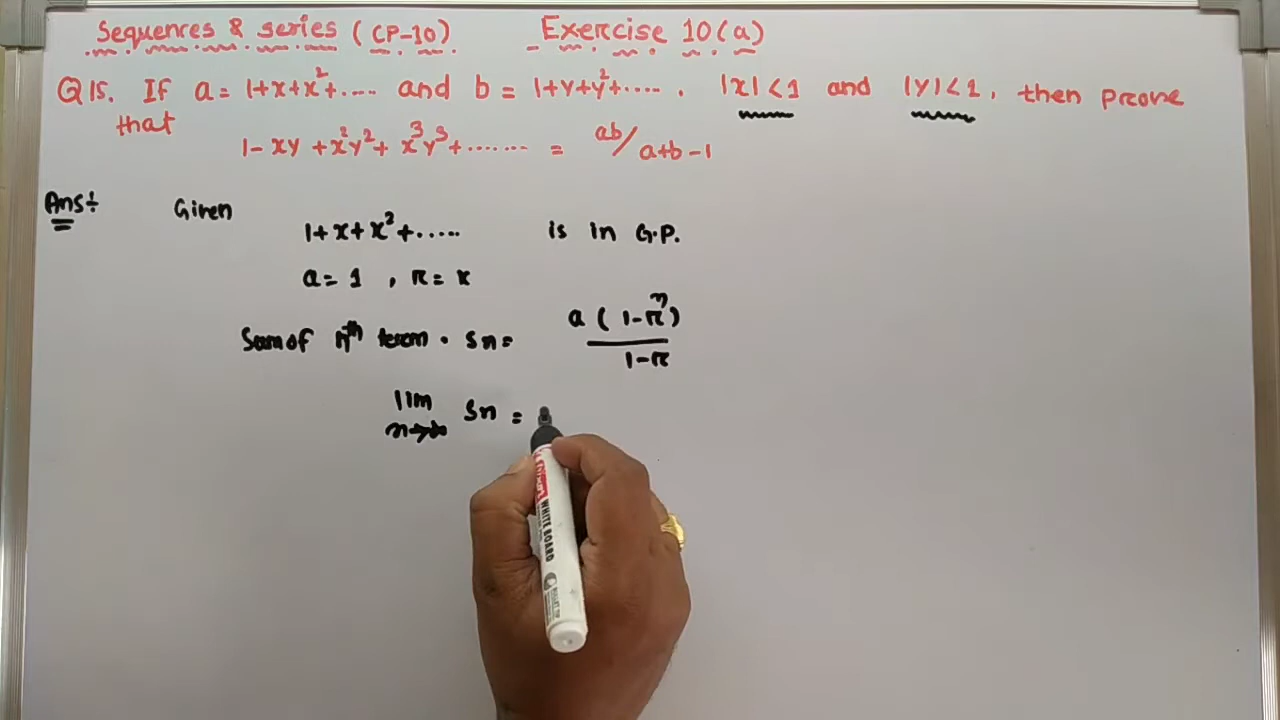 Sequences & series (CP-10). Exercise 10(a)
Q15. If a = 1+x+x²+.... and b = 1+y+y²+..... , |x|<1 and |y|<1, then prove
that
1 - xy + x²y² + x³y³ + ....... = ab/a+b-1
Ans: Given
1+x+x²+..... is in G.P.
a = 1 , r = x
Sum of nth term . Sn = a(1-rⁿ)/1-r
lim n→∞ Sn =
WHITE BOARD